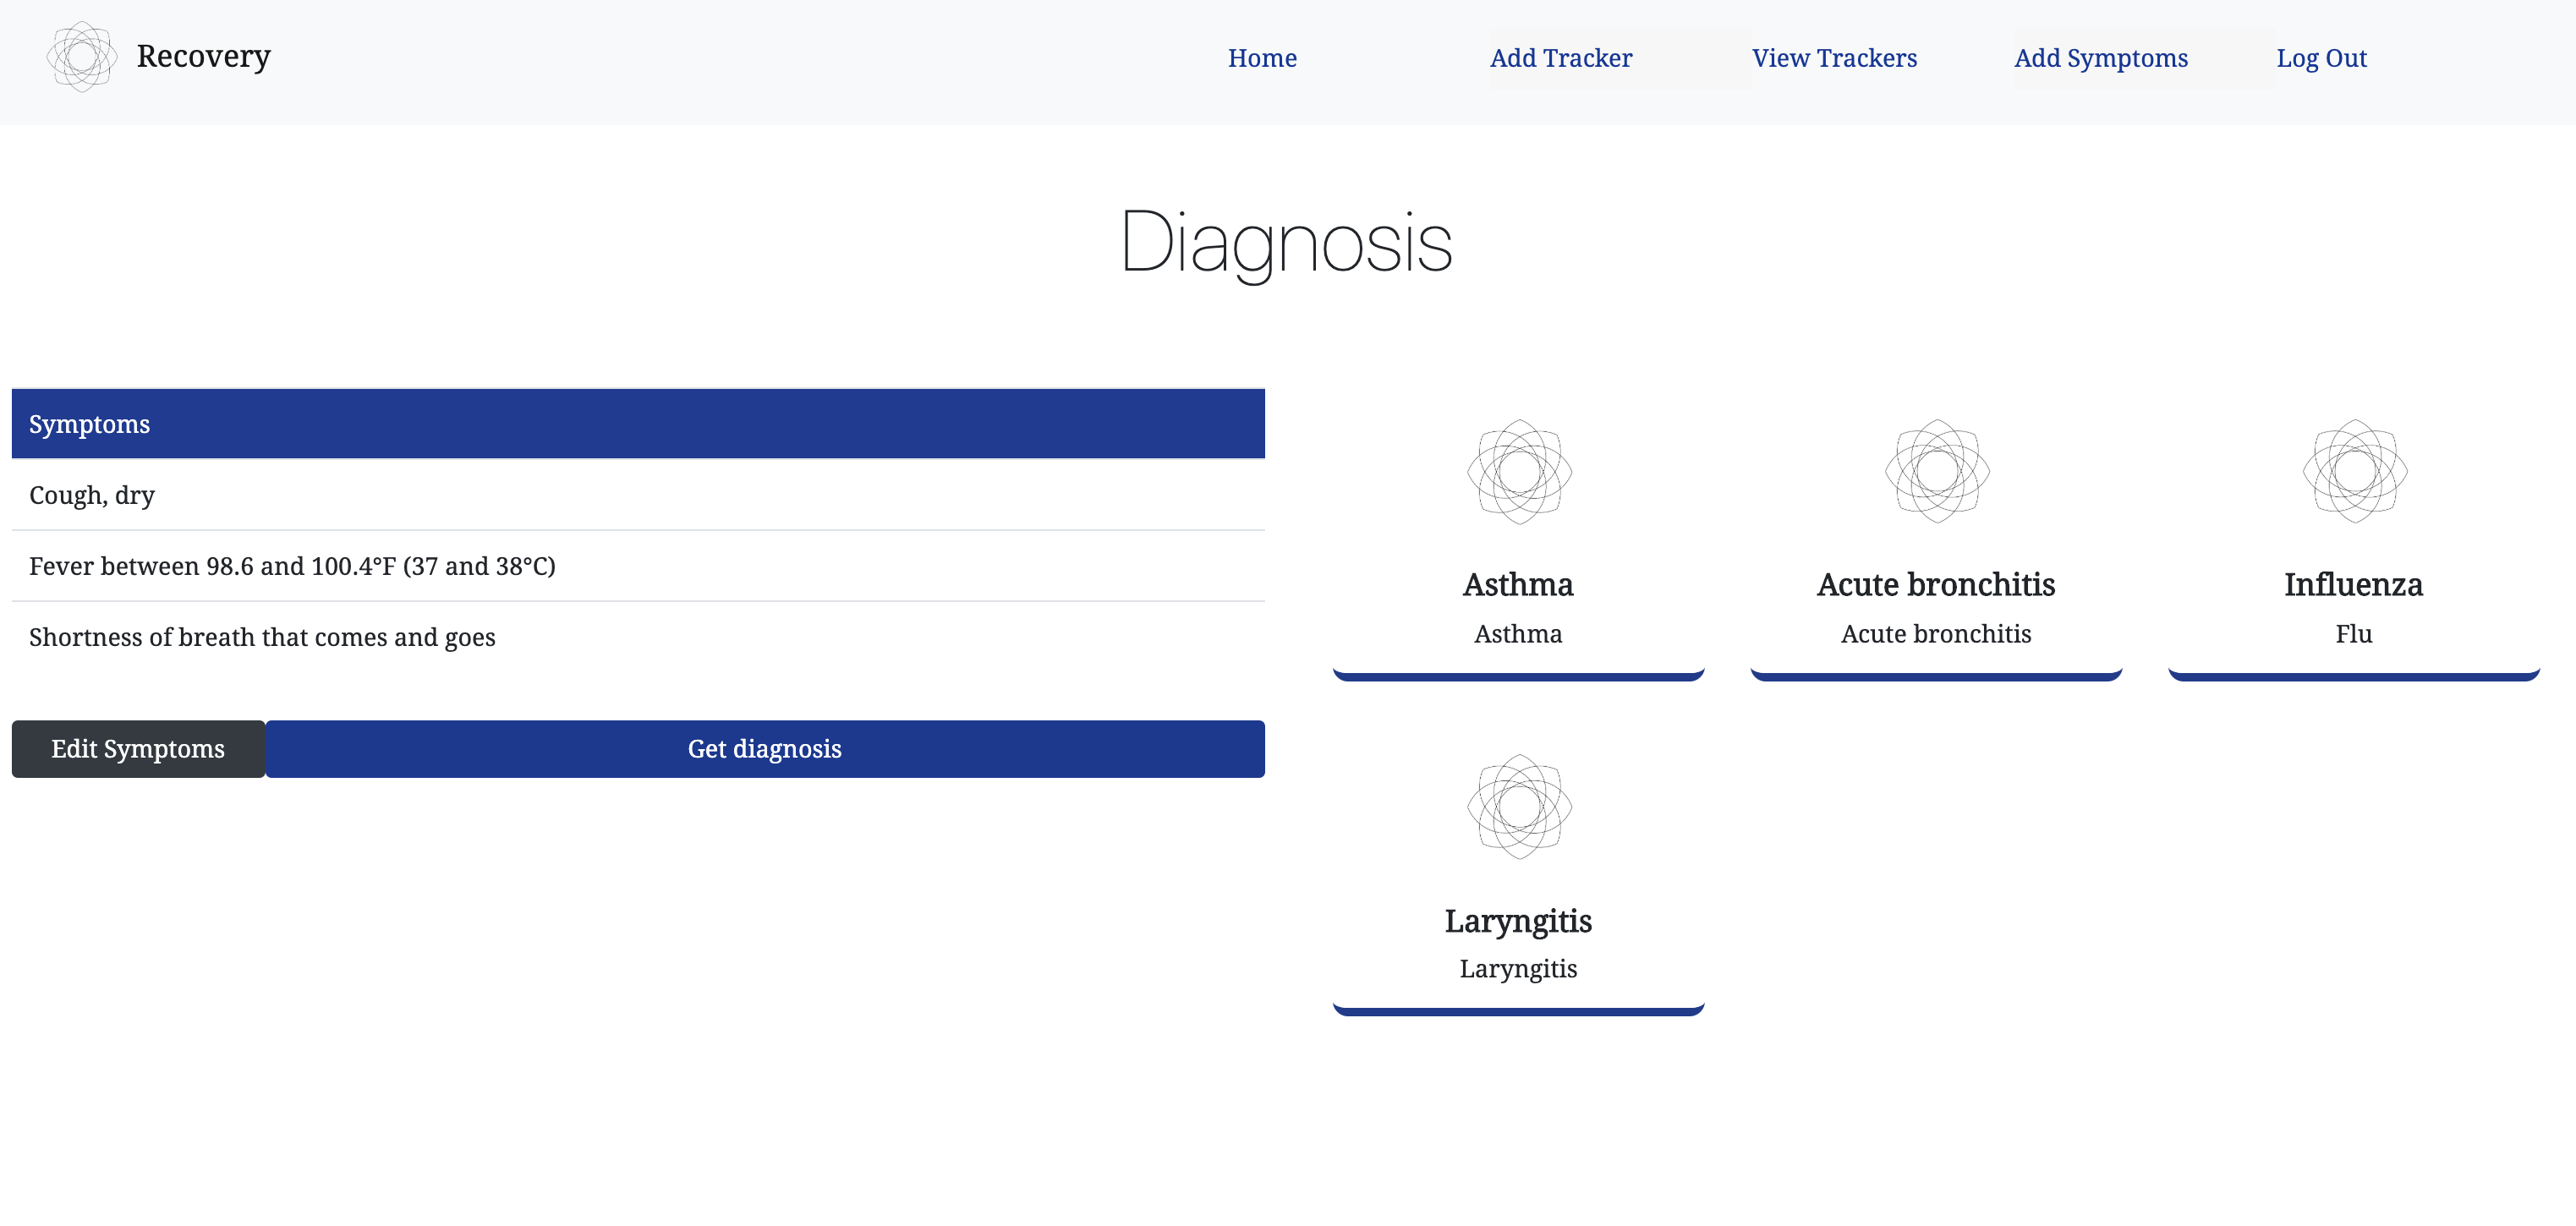 Recovery
Home
Add Tracker
View Trackers
Add Symptoms
Log Out
Diagnosis
Symptoms
Cough, dry
Fever between 98.6 and 100.4°F (37 and 38°C)
Shortness of breath that comes and goes
Edit Symptoms
Get diagnosis
Asthma
Asthma
Acute bronchitis
Acute bronchitis
Influenza
Flu
Laryngitis
Laryngitis